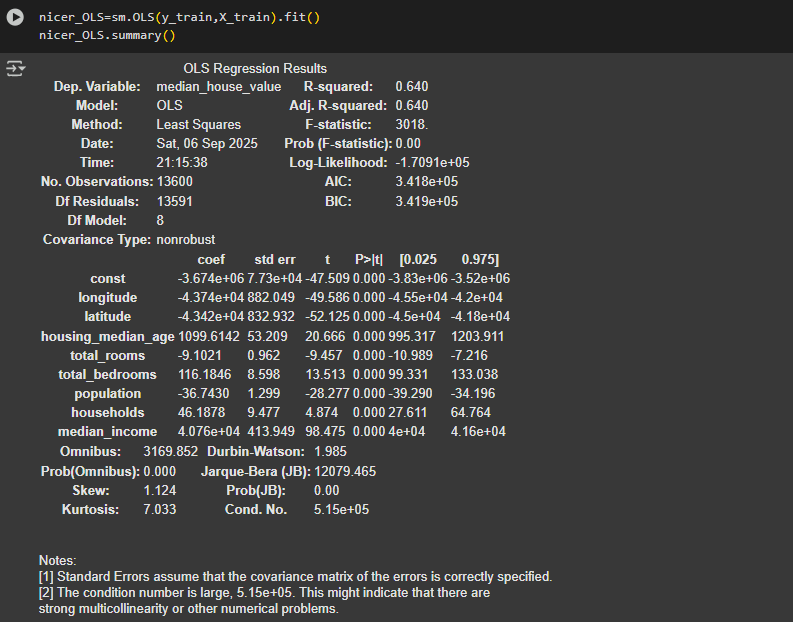 nicer_OLS=sm.OLS(y_train,X_train).fit()
nicer_OLS.summary()
OLS Regression Results
Dep. Variable: median_house_value R-squared: 0.640
Model: OLS Adj. R-squared: 0.640
Method: Least Squares F-statistic: 3018.
Date: Sat, 06 Sep 2025 Prob (F-statistic): 0.00
Time: 21:15:38 Log-Likelihood: -1.7091e+05
No. Observations: 13600 AIC: 3.418e+05
Df Residuals: 13591 BIC: 3.419e+05
Df Model: 8
Covariance Type: nonrobust
coef std err t P>|t| [0.025 0.975]
const -3.674e+06 7.73e+04 -47.509 0.000 -3.83e+06 -3.52e+06
longitude -4.374e+04 882.049 -49.586 0.000 -4.55e+04 -4.2e+04
latitude -4.342e+04 832.932 -52.125 0.000 -4.5e+04 -4.18e+04
housing_median_age 1099.6142 53.209 20.666 0.000 995.317 1203.911
total_rooms -9.1021 0.962 -9.457 0.000 -10.989 -7.216
total_bedrooms 116.1846 8.598 13.513 0.000 99.331 133.038
population -36.7430 1.299 -28.277 0.000 -39.290 -34.196
households 46.1878 9.477 4.874 0.000 27.611 64.764
median_income 4.076e+04 413.949 98.475 0.000 4e+04 4.16e+04
Omnibus: 3169.852 Durbin-Watson: 1.985
Prob(Omnibus): 0.000 Jarque-Bera (JB): 12079.465
Skew: 1.124 Prob(JB): 0.00
Kurtosis: 7.033 Cond. No. 5.15e+05
Notes:
[1] Standard Errors assume that the covariance matrix of the errors is correctly specified.
[2] The condition number is large, 5.15e+05. This might indicate that there are
strong multicollinearity or other numerical problems.